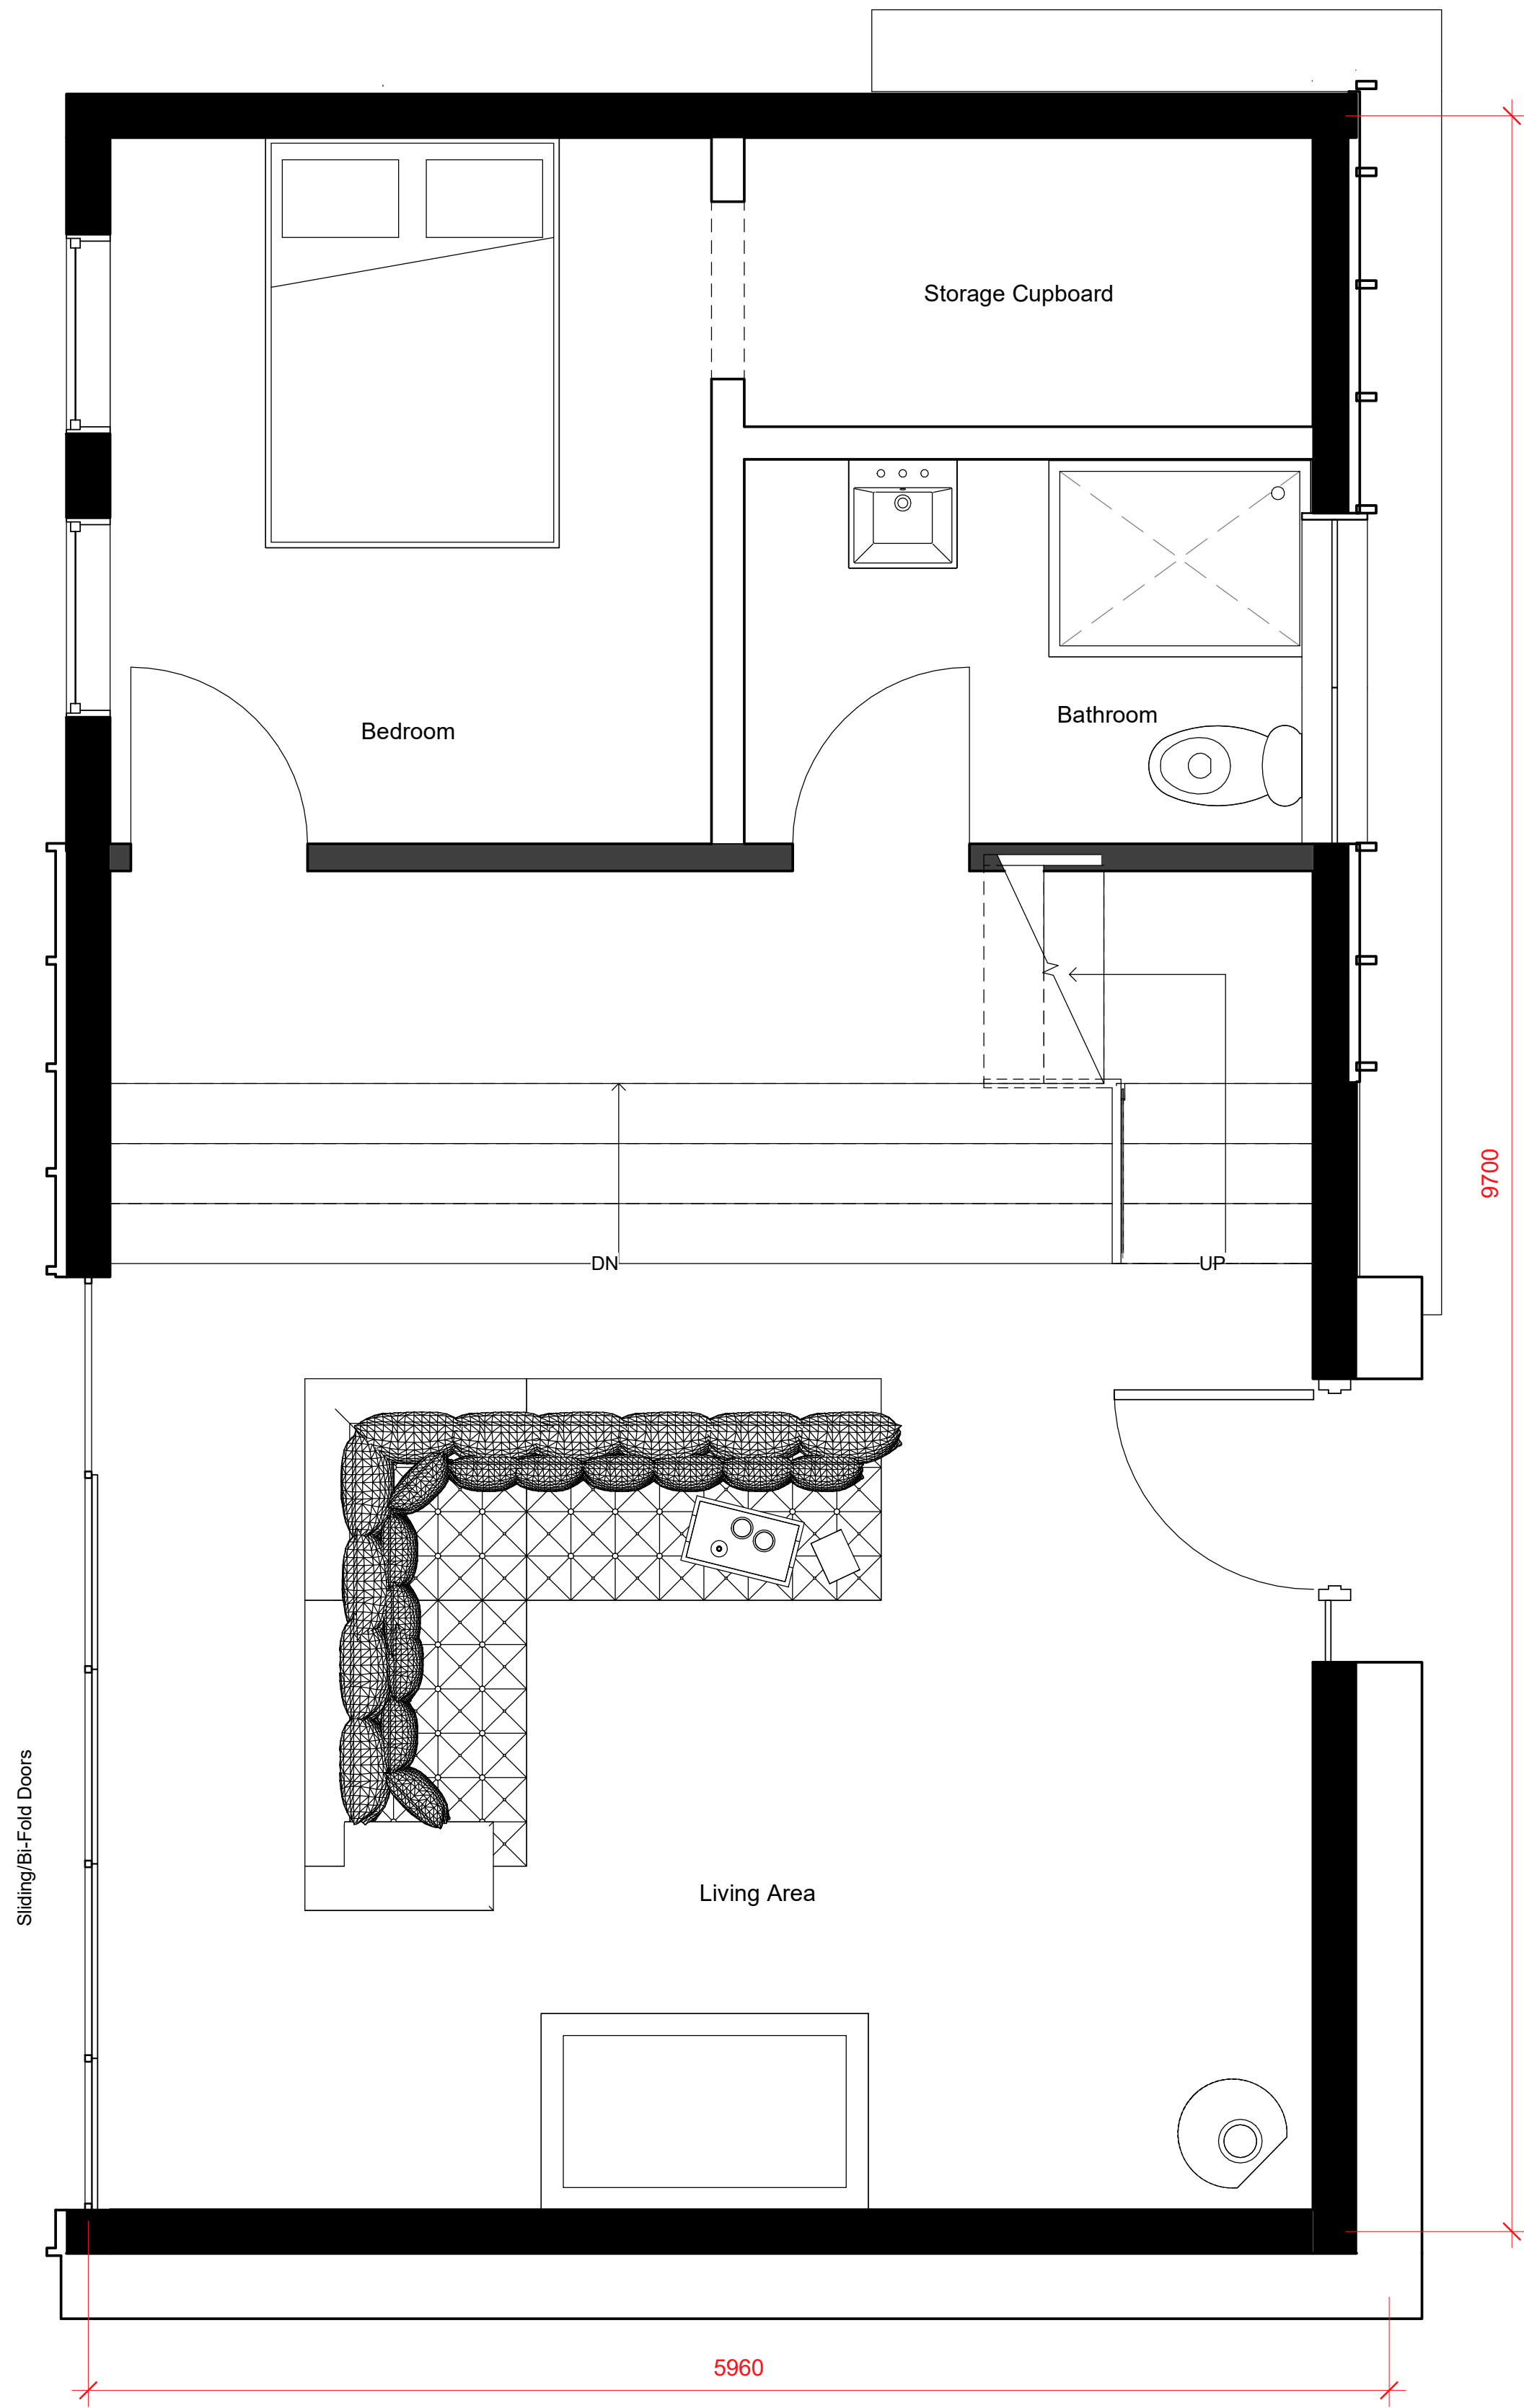 Storage Cupboard
Bathroom
Bedroom
9700
DN
UP
Sliding/Bi-Fold Doors
Living Area
5960